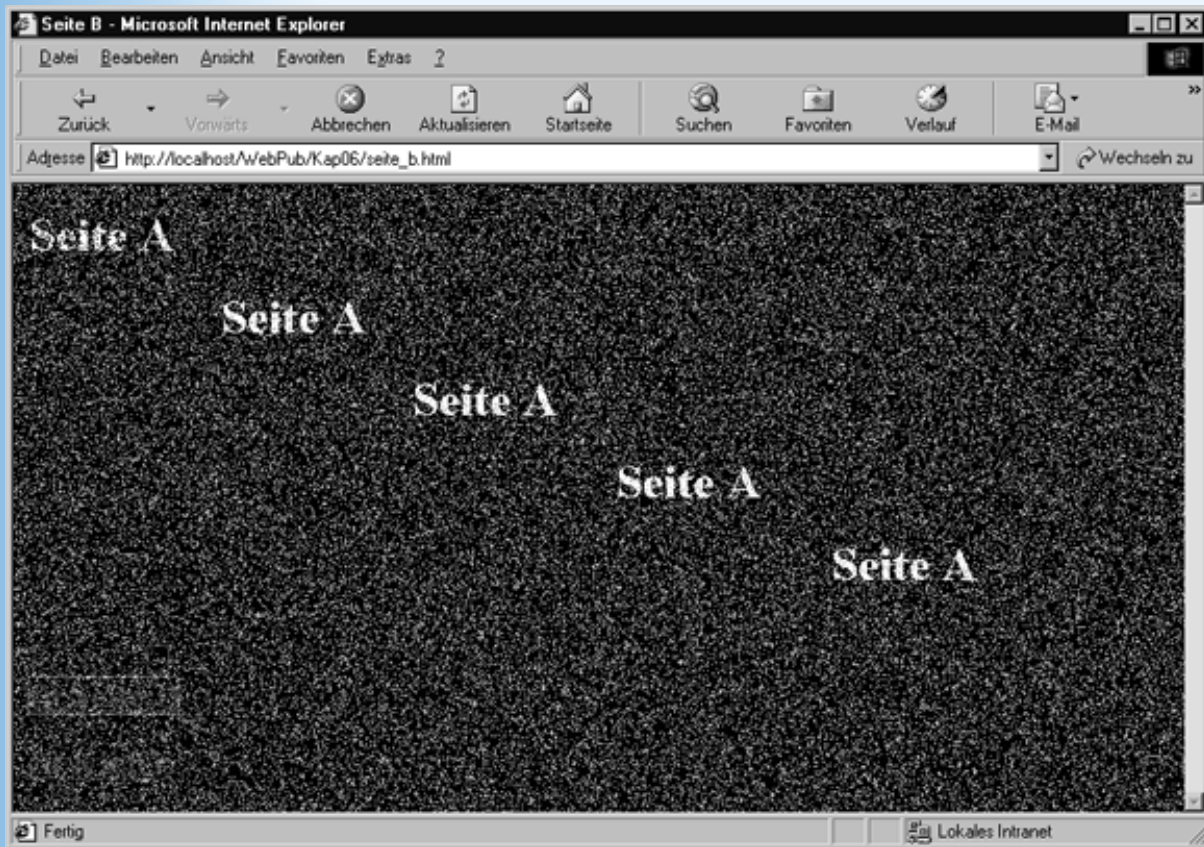 Seite B - Microsoft Internet Explorer
Datei Bearbeiten Ansicht Favoriten Extras ?
Zurück Vorwärts Abbrechen Aktualisieren Startseite Suchen Favoriten Verlauf E-Mail »
Adresse http://localhost/WebPub/Kap06/seite_b.html Wechseln zu
Seite A
Seite A
Seite A
Seite A
Seite A
Fertig Lokales Intranet